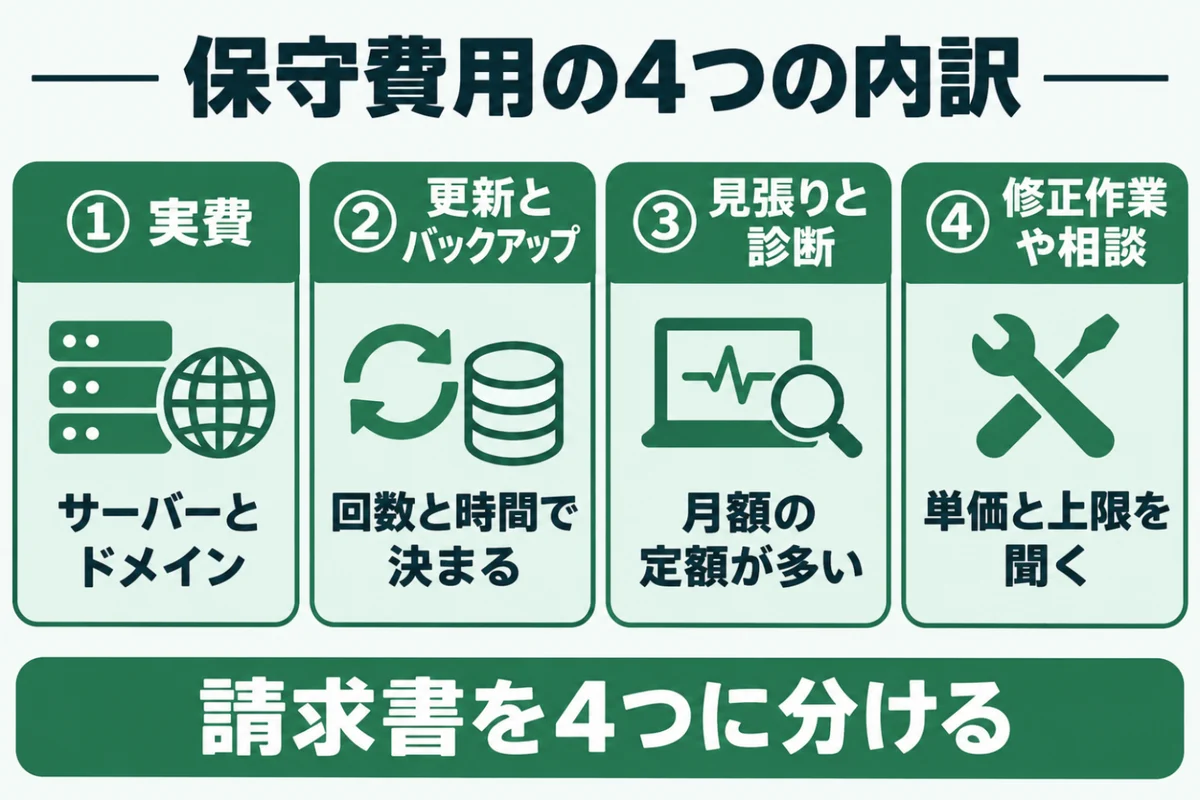 保守費用の4つの内訳
① 実費
サーバーと
ドメイン
② 更新と
バックアップ
回数と時間で
決まる
③ 見張りと
診断
月額の
定額が多い
④ 修正作業
や相談
単価と上限を
聞く
請求書を4つに分ける